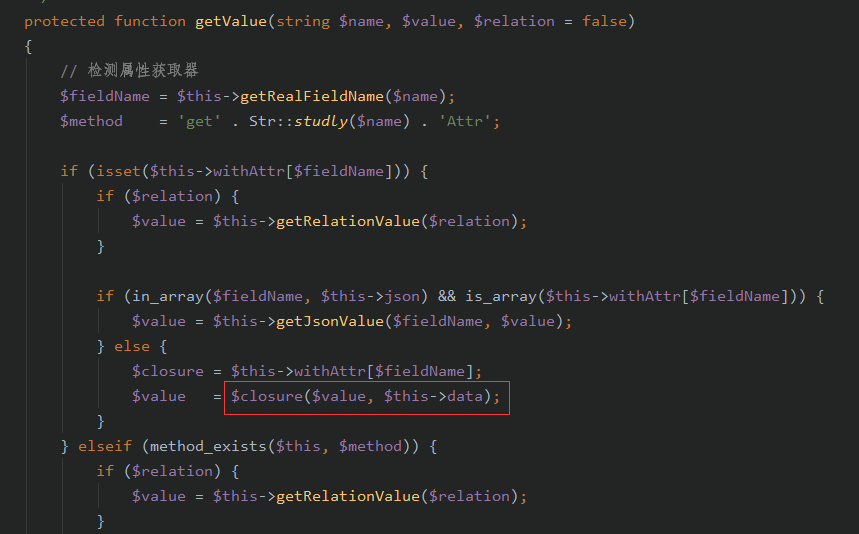 protected function getValue(string $name, $value, $relation = false)
{
// 检测属性获取器
$fieldName = $this->getRealFieldName($name);
$method    = 'get' . Str::studly($name) . 'Attr';
if (isset($this->withAttr[$fieldName])) {
if ($relation) {
$value = $this->getRelationValue($relation);
}
if (in_array($fieldName, $this->json) && is_array($this->withAttr[$fieldName])) {
$value = $this->getJsonValue($fieldName, $value);
} else {
$closure = $this->withAttr[$fieldName];
$value   = $closure($value, $this->data);
}
} elseif (method_exists($this, $method)) {
if ($relation) {
$value = $this->getRelationValue($relation);
}